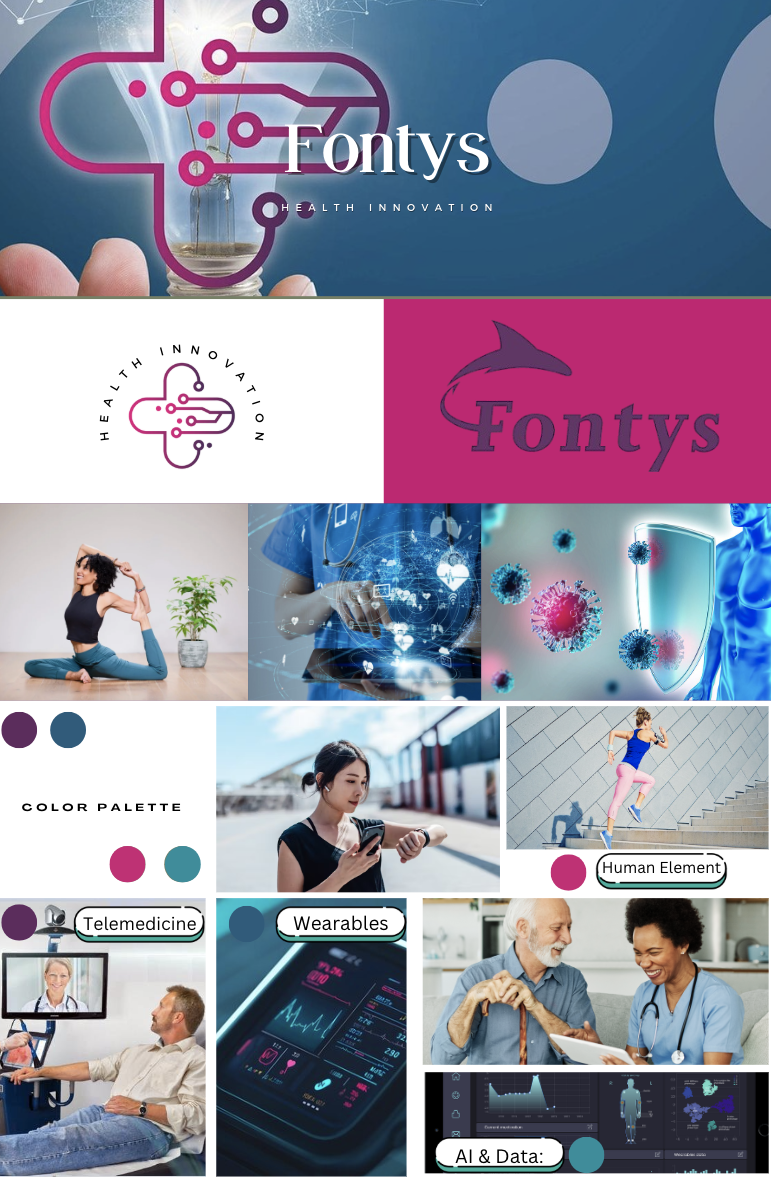 Fontys
HEALTH INNOVATION
HEALTH INNOVATION
Fontys
COLOR PALETTE
Human Element
Telemedicine
Wearables
AI & Data: